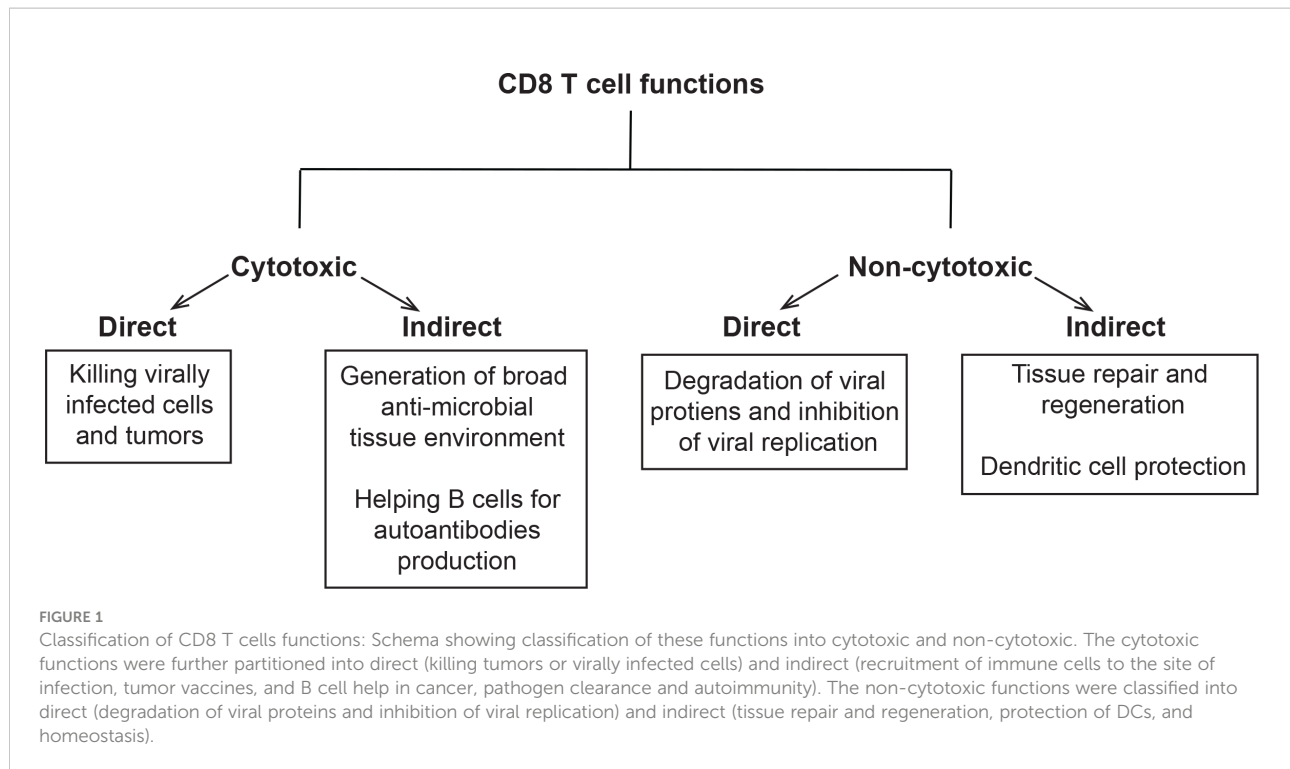 CD8 T cell functions
Cytotoxic
Non-cytotoxic
Direct
Indirect
Direct
Indirect
Killing virally
infected cells
and tumors
Generation of broad
anti-microbial
tissue environment
Helping B cells for
autoantibodies
production
Degradation of viral
protiens and inhibition
of viral replication
Tissue repair and
regeneration
Dendritic cell protection
FIGURE 1
Classification of CD8 T cells functions: Schema showing classification of these functions into cytotoxic and non-cytotoxic. The cytotoxic
functions were further partitioned into direct (killing tumors or virally infected cells) and indirect (recruitment of immune cells to the site of
infection, tumor vaccines, and B cell help in cancer, pathogen clearance and autoimmunity). The non-cytotoxic functions were classified into
direct (degradation of viral proteins and inhibition of viral replication) and indirect (tissue repair and regeneration, protection of DCs, and
homeostasis).